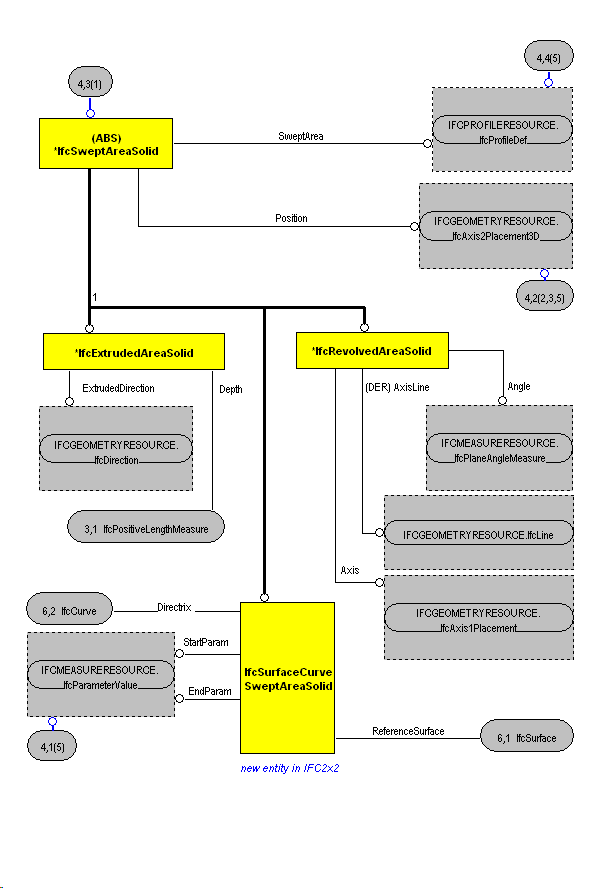 4,4(5)
4,3(1)
(ABS)
*IfcSweptAreaSolid
SweptArea
IFCPROFILERESOURCE.
IfcProfileDef
Position
IFCGEOMETRYRESOURCE.
IfcAxis2Placement3D
4,2(2,3,5)
1
*IfcExtrudedAreaSolid
*IfcRevolvedAreaSolid
ExtrudedDirection
Depth
(DER) AxisLine
Angle
IFCGEOMETRYRESOURCE.
IfcDirection
IFCMEASURERESOURCE.
IfcPlaneAngleMeasure
3,1 IfcPositiveLengthMeasure
IFCGEOMETRYRESOURCE.IfcLine
Axis
IFCGEOMETRYRESOURCE.
IfcAxis1Placement
6,2 IfcCurve
Directrix
StartParam
IFCMEASURERESOURCE.
IfcParameterValue
EndParam
IfcSurfaceCurve
SweptAreaSolid
4,1(5)
ReferenceSurface
6,1 IfcSurface
new entity in IFC2x2